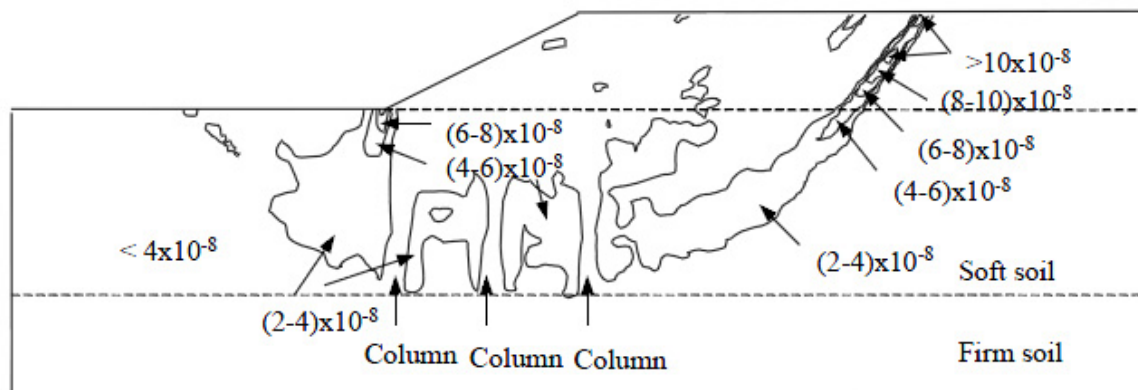 >10x10-8
(8-10)x10-8
(6-8)x10-8
(6-8)x10-8
(4-6)x10-8
(4-6)x10-8
< 4x10-8
(2-4)x10-8
Soft soil
(2-4)x10-8
Column Column Column
Firm soil